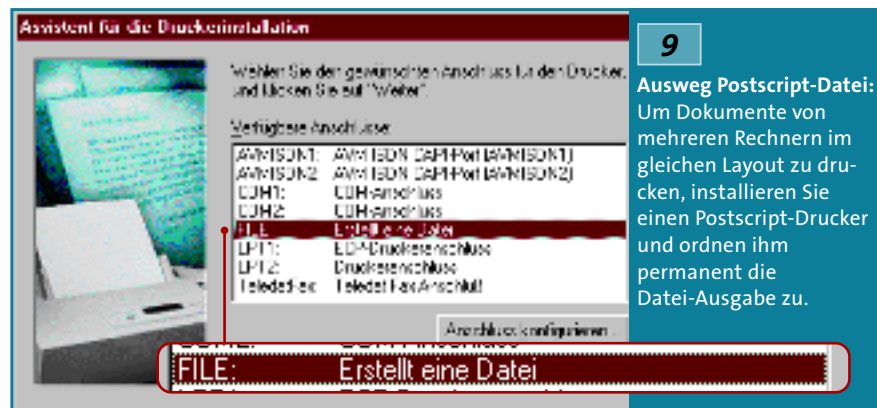 Assistent für die Druckerinstallation
Wählen Sie den gewünschten Anschluss für den Drucker,
und klicken Sie auf "Weiter".
Verfügbare Anschlüsse:
AVMISDN1: AVM ISDN CAPI-Port (AVMISDN1)
AVMISDN2: AVM ISDN CAPI-Port (AVMISDN2)
COM1: COM-Anschluss
COM2: COM-Anschluss
FILE: Erstellt eine Datei
LPT1: ECP-Druckeranschluss
LPT2: Druckeranschluss
TeledatFax: Teledat Fax Anschluß
Anschluss konfigurieren...
FILE: Erstellt eine Datei
9
Ausweg Postscript-Datei:
Um Dokumente von
mehreren Rechnern im
gleichen Layout zu dru-
cken, installieren Sie
einen Postscript-Drucker
und ordnen ihm
permanent die
Datei-Ausgabe zu.